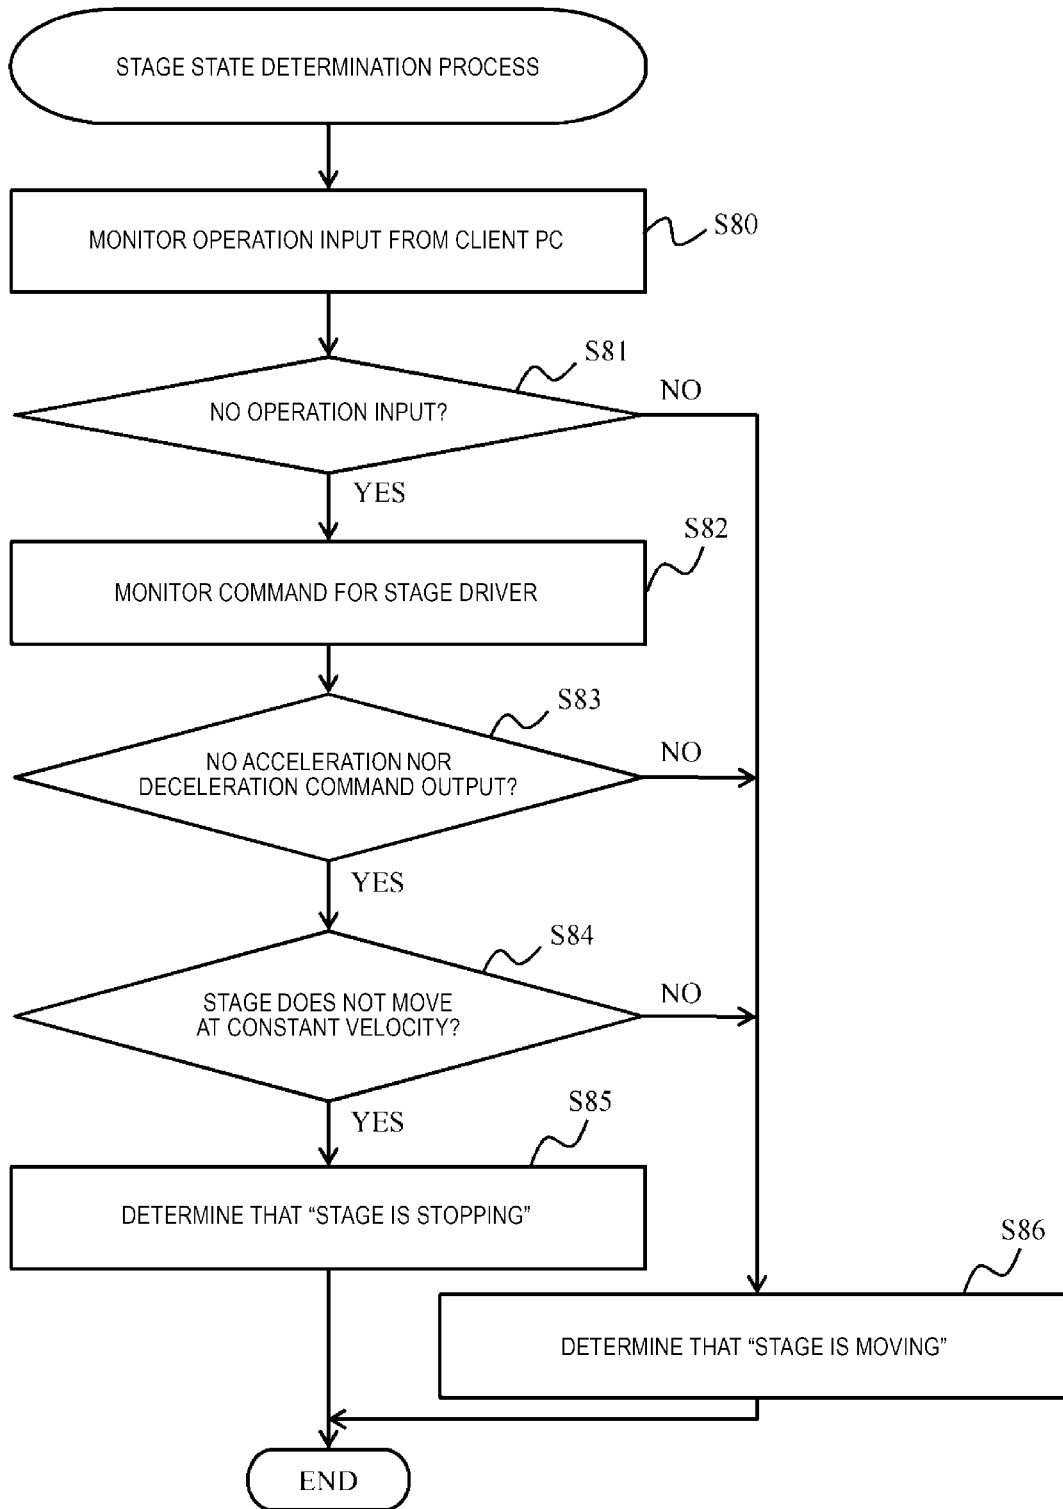 STAGE STATE DETERMINATION PROCESS
MONITOR OPERATION INPUT FROM CLIENT PC
S80
S81
NO OPERATION INPUT?
NO
YES
S82
MONITOR COMMAND FOR STAGE DRIVER
S83
NO ACCELERATION NOR
DECELERATION COMMAND OUTPUT?
NO
YES
S84
STAGE DOES NOT MOVE
AT CONSTANT VELOCITY?
NO
YES
S85
DETERMINE THAT “STAGE IS STOPPING”
S86
DETERMINE THAT “STAGE IS MOVING”
END